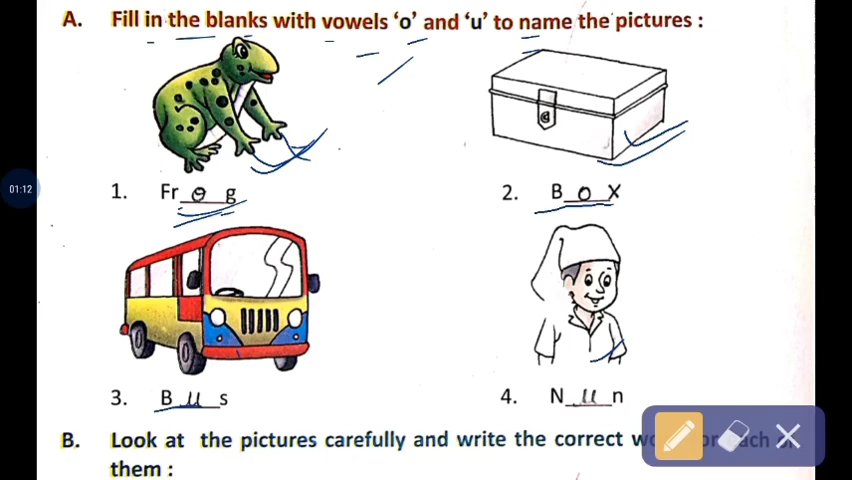 A. Fill in the blanks with vowels ‘o’ and ‘u’ to name the pictures :
01:12
1. Fr o g
2. B o x
3. B u s
4. N u n
B. Look at the pictures carefully and write the correct
them :